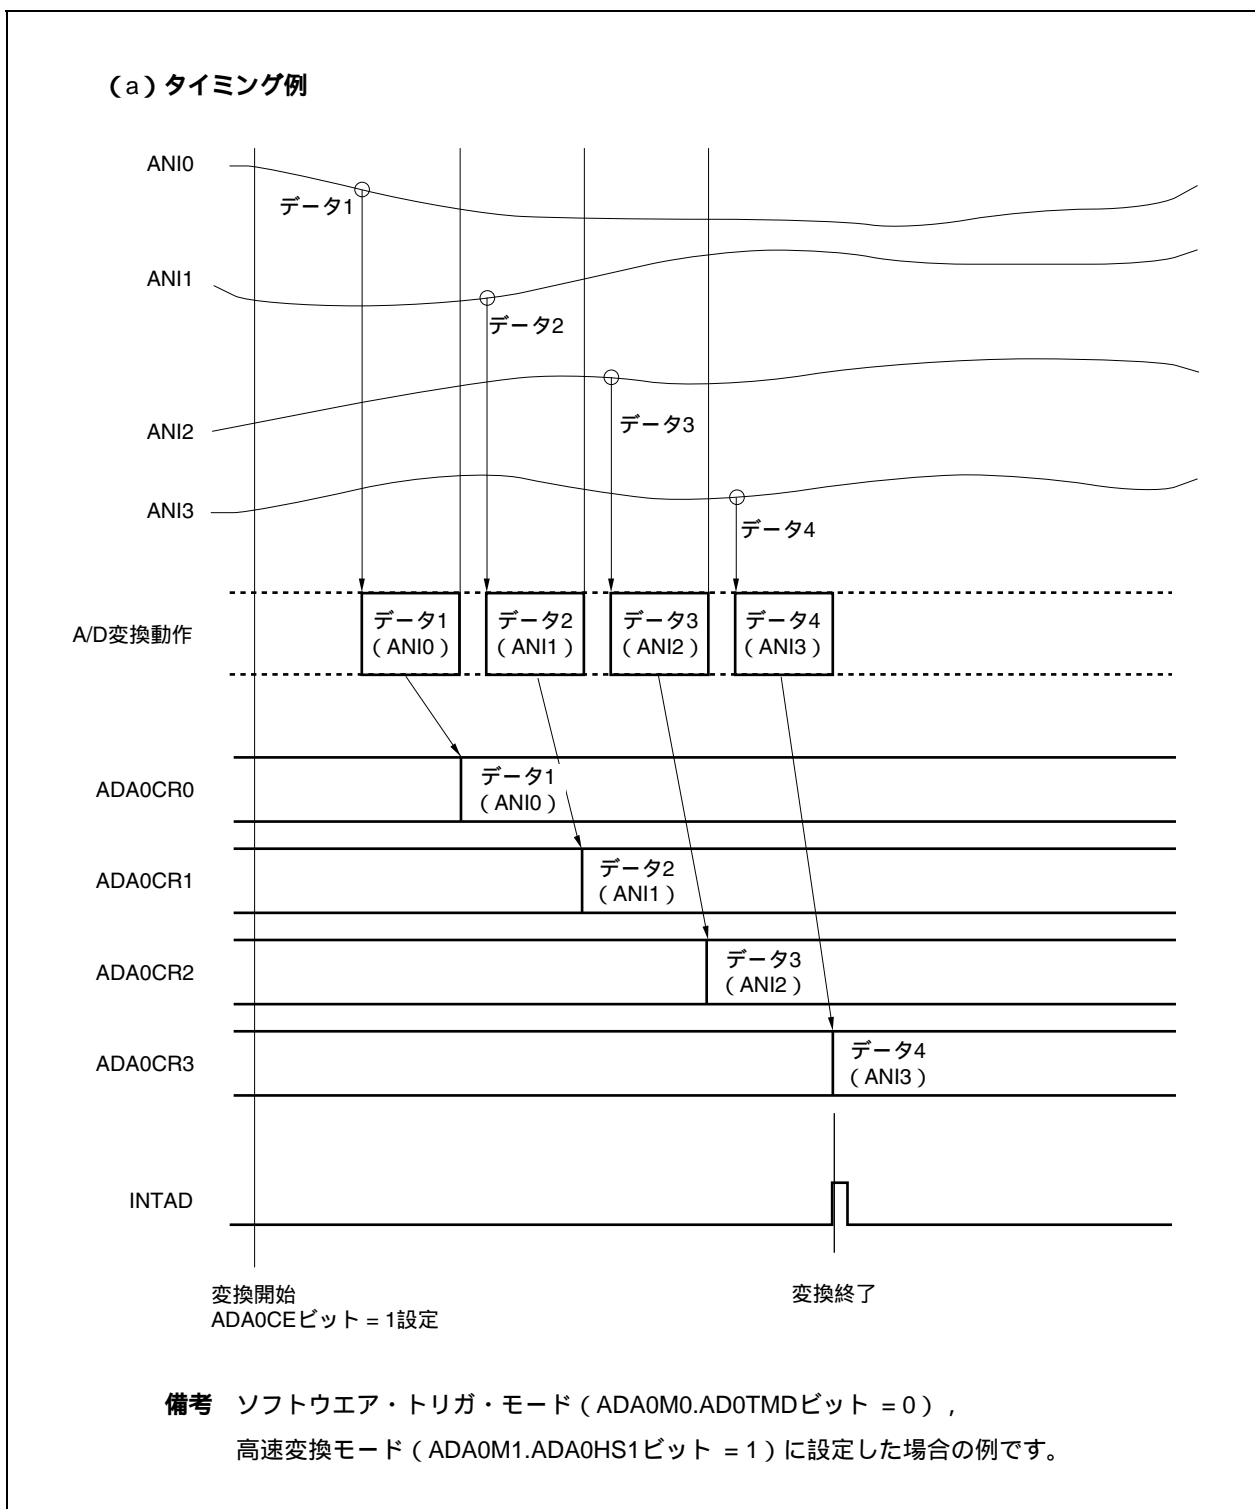 （a）タイミング例
ANI0
データ1
ANI1
データ2
データ3
ANI2
ANI3
データ4
A/D変換動作
データ1
（ANI0）
データ2
（ANI1）
データ3
（ANI2）
データ4
（ANI3）
ADA0CR0
データ1
（ANI0）
ADA0CR1
データ2
（ANI1）
ADA0CR2
データ3
（ANI2）
ADA0CR3
データ4
（ANI3）
INTAD
変換開始
ADA0CEビット = 1設定
変換終了
備考 ソフトウエア・トリガ・モード（ADA0M0.AD0TMDビット = 0），
高速変換モード（ADA0M1.ADA0HS1ビット = 1）に設定した場合の例です。